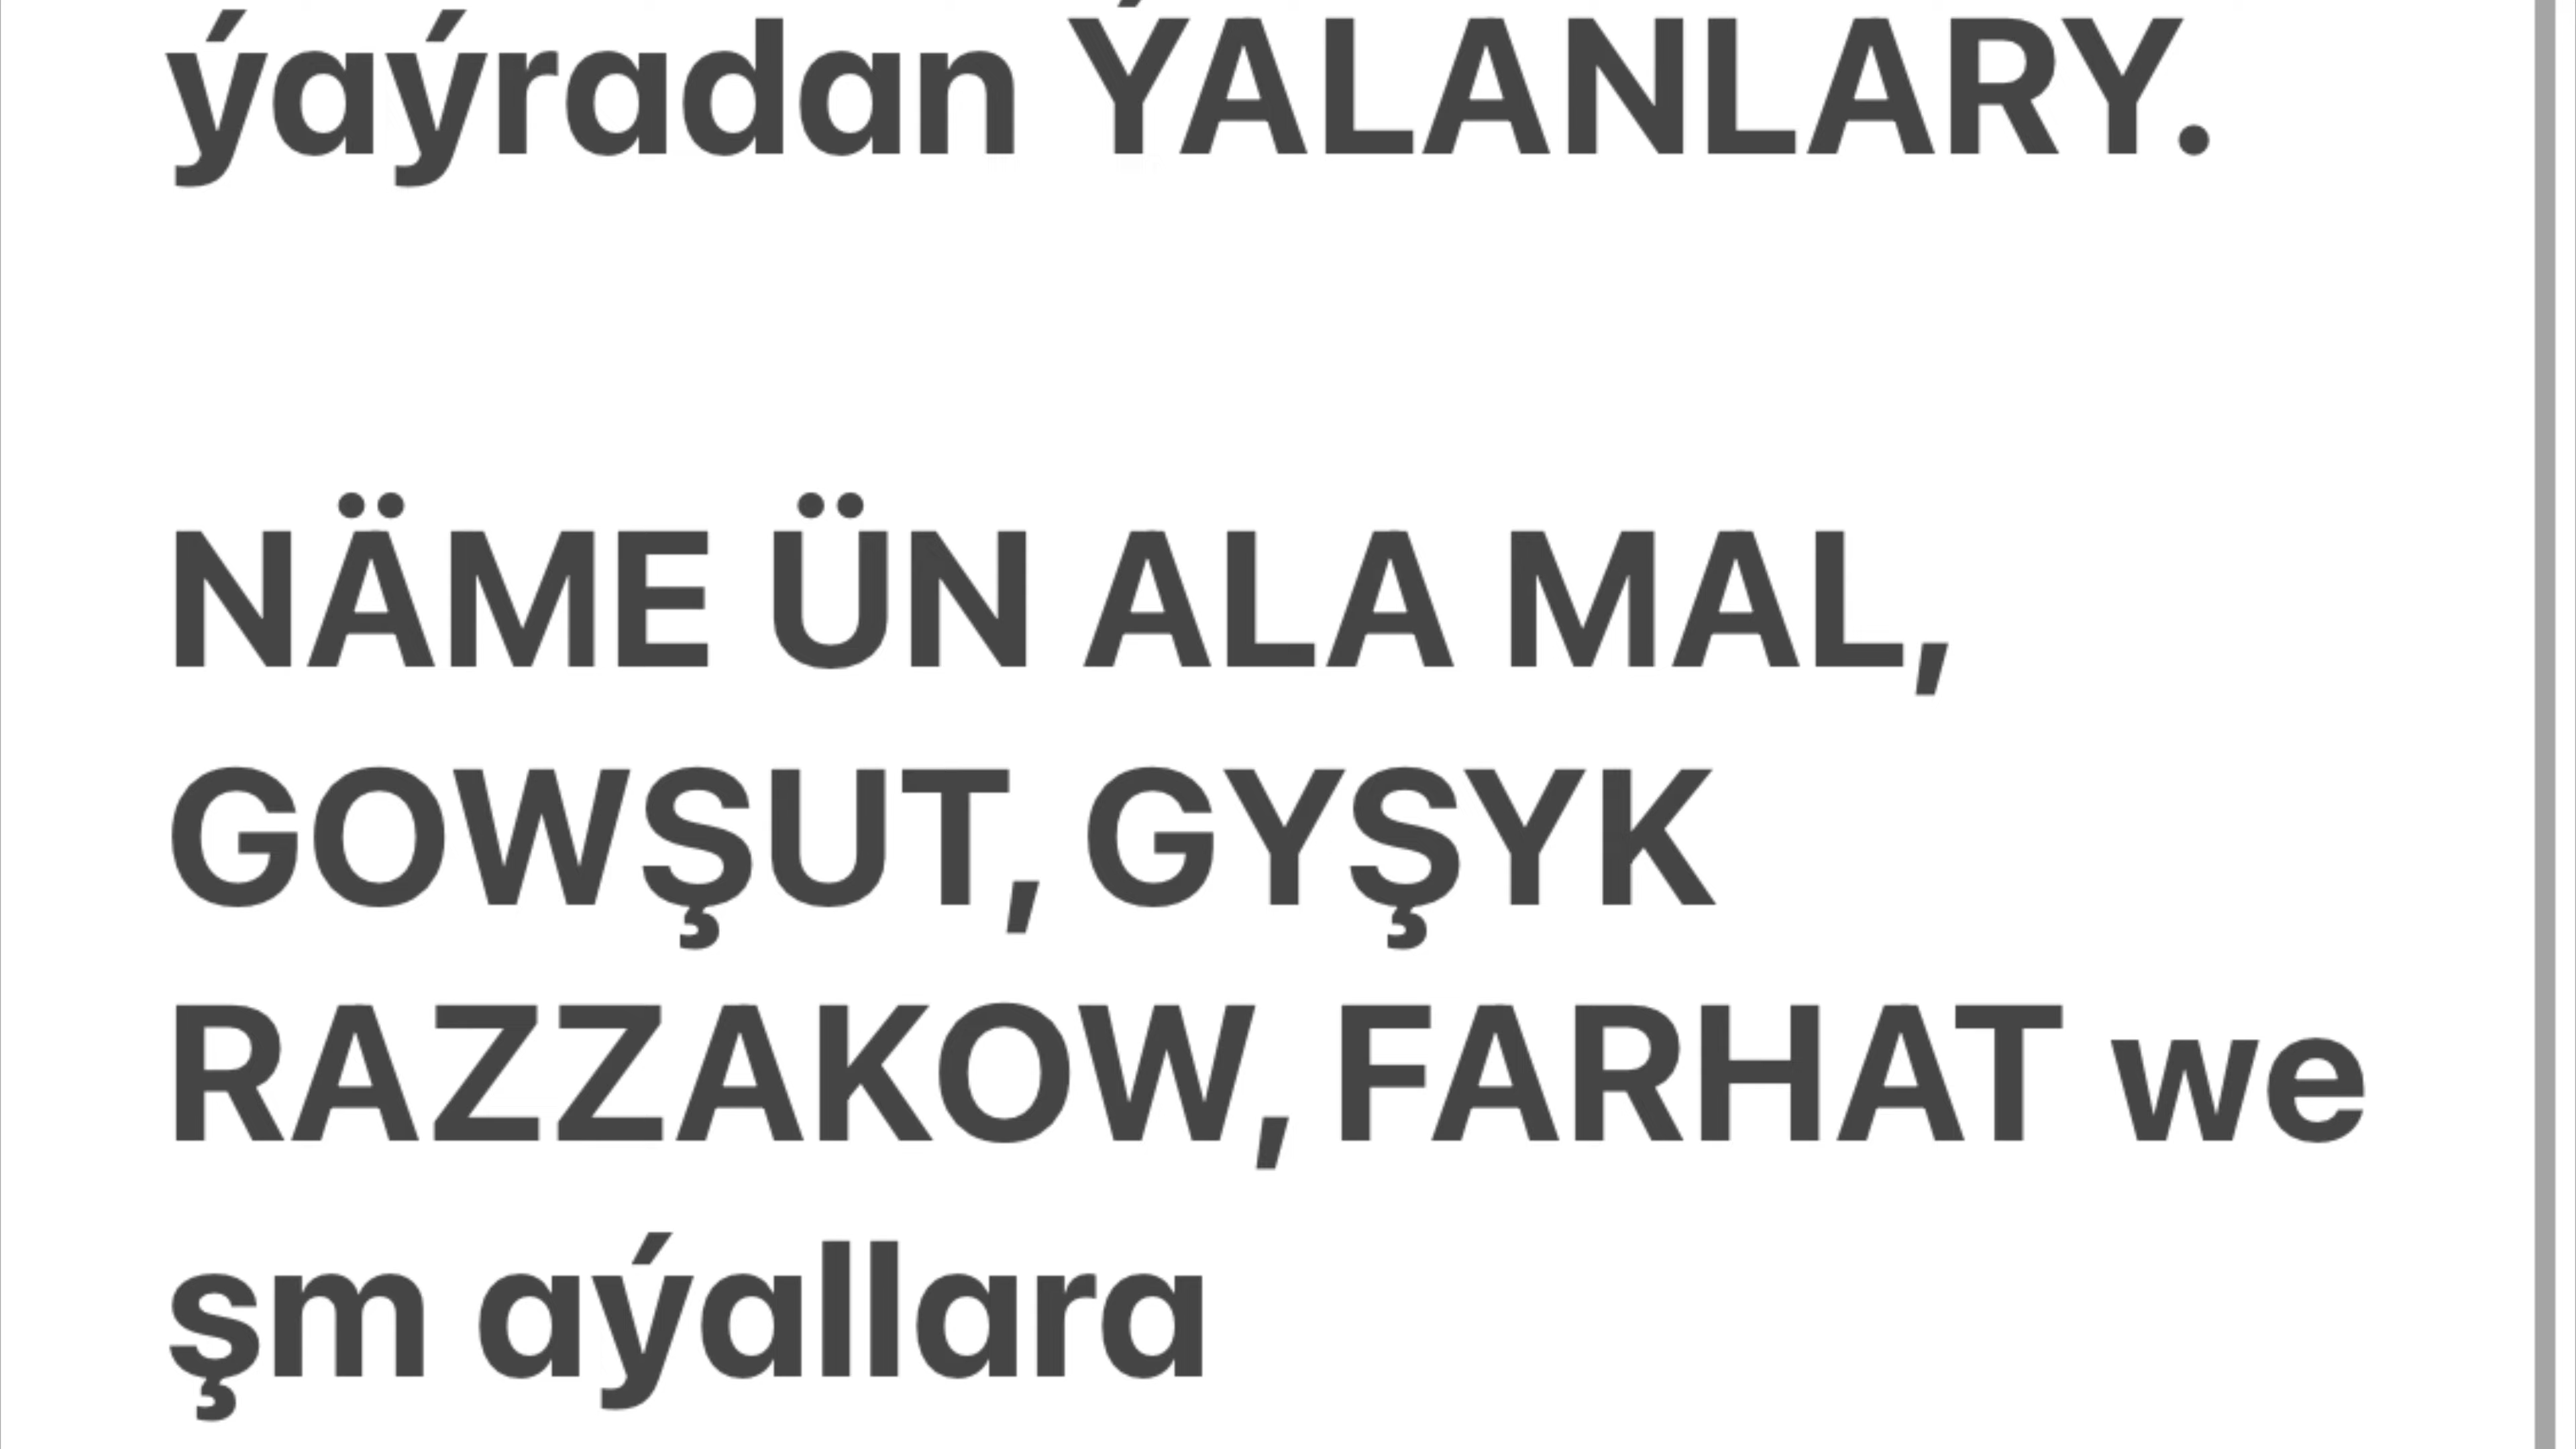 ýaýradan ÝALANLARY.
NÄME ÜN ALA MAL,
GOWŞUT, GYŞYK
RAZZAKOW, FARHAT we
şm aýallara